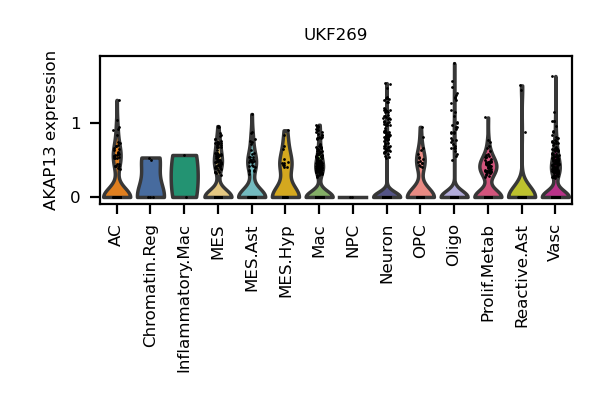 UKF269
AKAP13 expression
1
0
AC
Chromatin.Reg
Inflammatory.Mac
MES
MES.Ast
MES.Hyp
Mac
NPC
Neuron
OPC
Oligo
Prolif.Metab
Reactive.Ast
Vasc